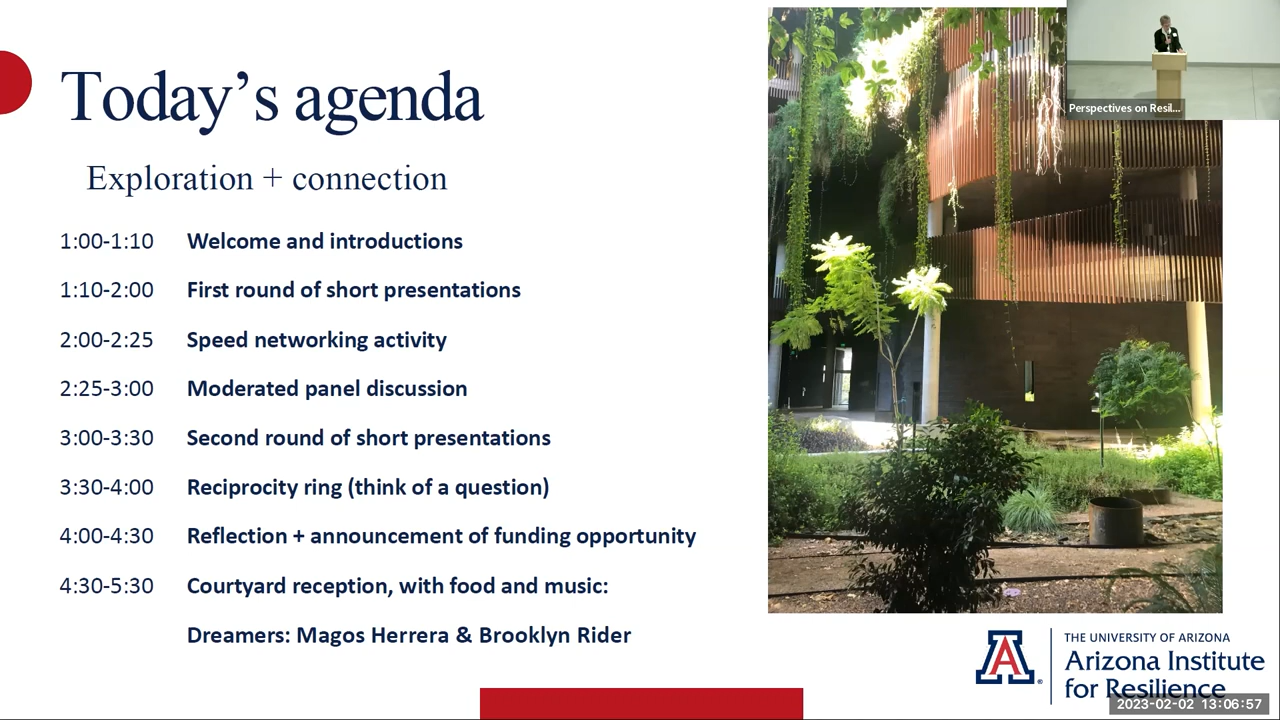 Today's agenda
Exploration + connection
1:00-1:10 Welcome and introductions
1:10-2:00 First round of short presentations
2:00-2:25 Speed networking activity
2:25-3:00 Moderated panel discussion
3:00-3:30 Second round of short presentations
3:30-4:00 Reciprocity ring (think of a question)
4:00-4:30 Reflection + announcement of funding opportunity
4:30-5:30 Courtyard reception, with food and music:
Dreamers: Magos Herrera & Brooklyn Rider
Perspectives on Resil...
A
THE UNIVERSITY OF ARIZONA
Arizona Institute
for Resilience
2023-02-02 13:06:57